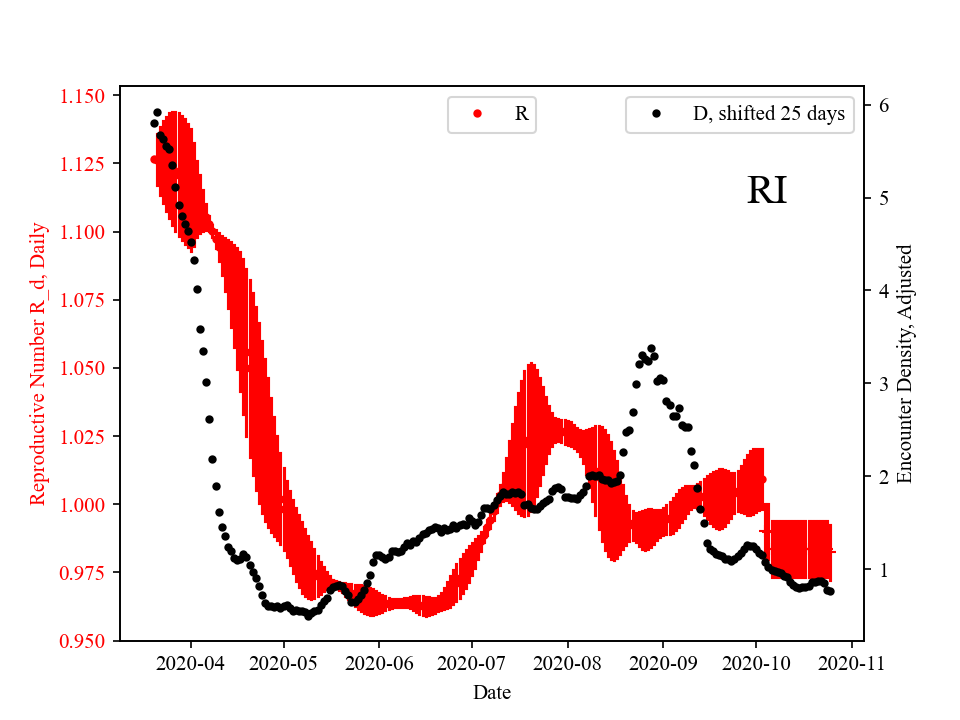 R
D, shifted 25 days
RI
Reproductive Number R_d, Daily
1.150
1.125
1.100
1.075
1.050
1.025
1.000
0.975
0.950
6
5
4
3
2
1
Encounter Density, Adjusted
2020-04 2020-05 2020-06 2020-07 2020-08 2020-09 2020-10 2020-11
Date